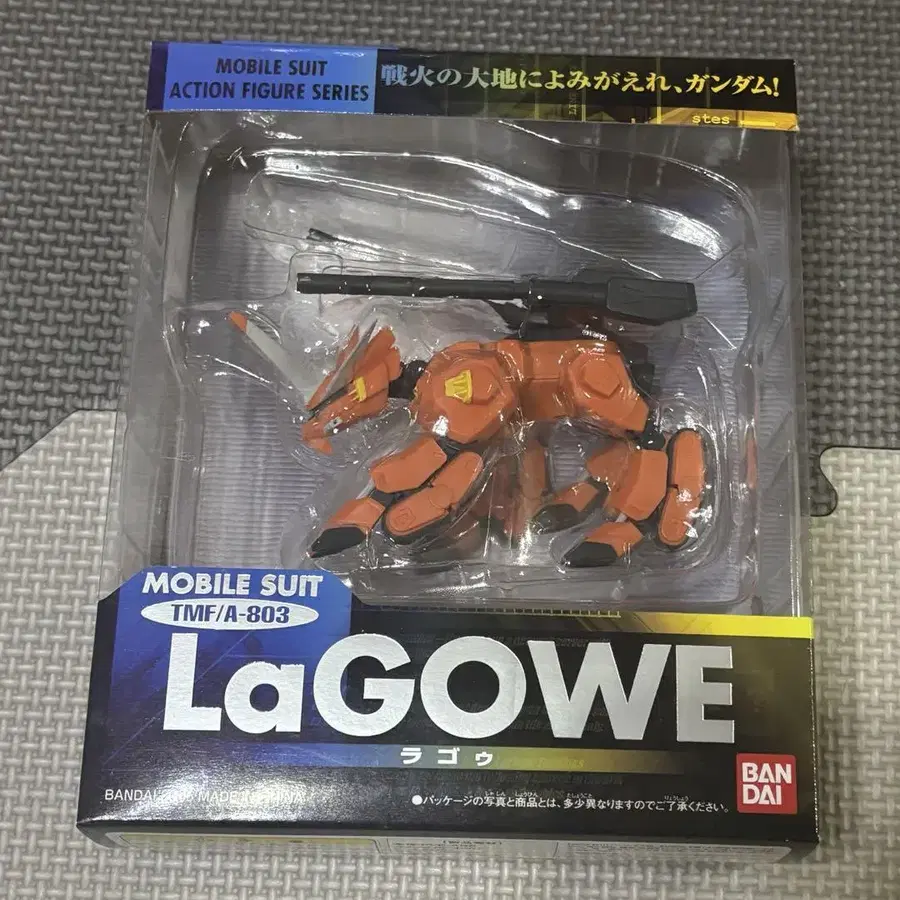 MOBILE SUIT
ACTION FIGURE SERIES
戦火の大地によみがえれ、ガンダム!
stes
MOBILE SUIT
TMF/A-803
LaGOWE
ラゴゥ
BANDAI MADE IN CHINA
●パッケージの写真と商品とは、多少異なりますのでご了承ください。
BAN
DAI